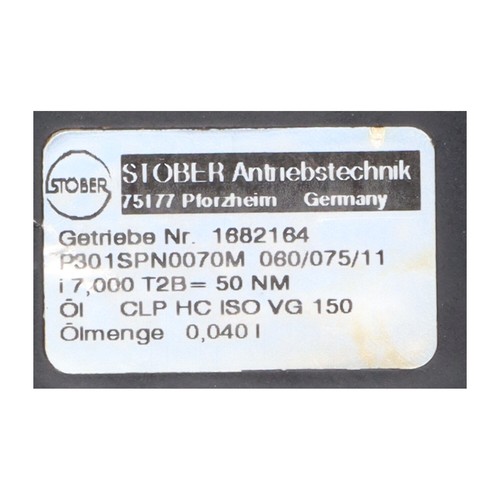 STÖBER
STÖBER Antriebstechnik
75177 Pforzheim Germany
Getriebe Nr. 1682164
P301SPN0070M 060/075/11
i 7,000 T2B= 50 NM
Öl CLP HC ISO VG 150
Ölmenge 0,040 l